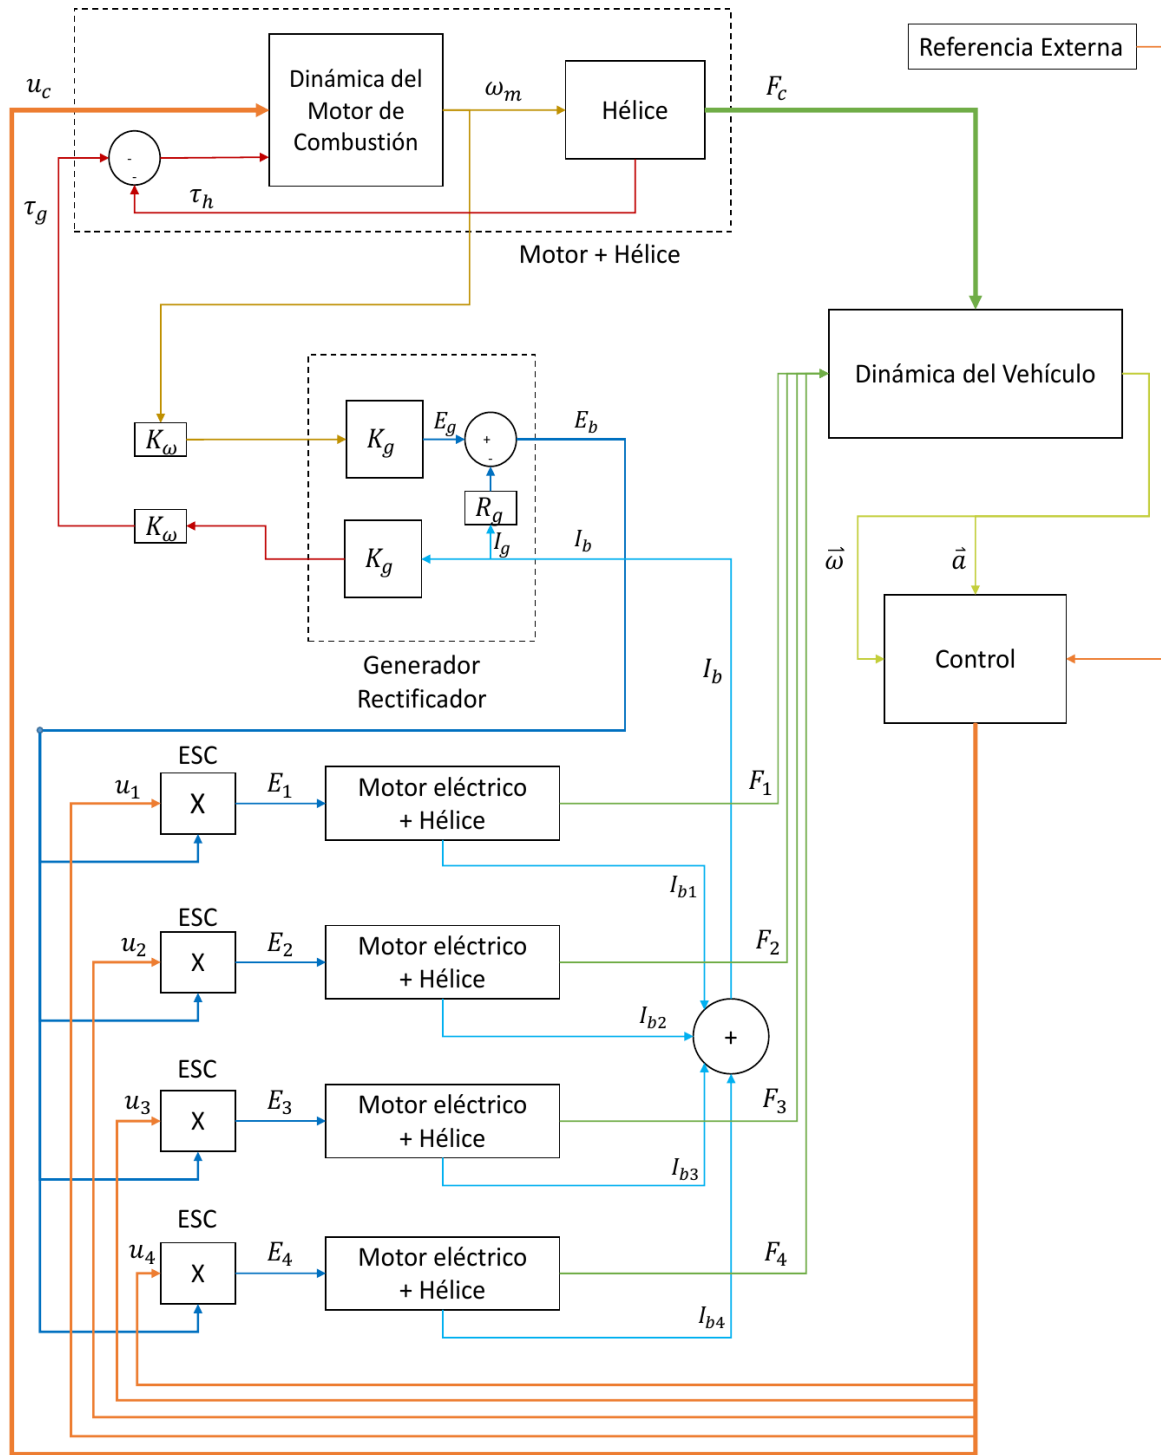 Referencia Externa
u_c
Dinámica del
Motor de
Combustión
ω_m
Hélice
F_c
-
-
τ_h
τ_g
Motor + Hélice
Dinámica del Vehículo
K_ω
K_g
E_g
+
-
E_b
R_g
K_ω
K_g
I_g
I_b
Generador
Rectificador
ω⃗
a⃗
Control
I_b
ESC
u_1
X
E_1
Motor eléctrico
+ Hélice
F_1
I_b1
ESC
u_2
X
E_2
Motor eléctrico
+ Hélice
F_2
I_b2
+
ESC
u_3
X
E_3
Motor eléctrico
+ Hélice
F_3
I_b3
ESC
u_4
X
E_4
Motor eléctrico
+ Hélice
F_4
I_b4